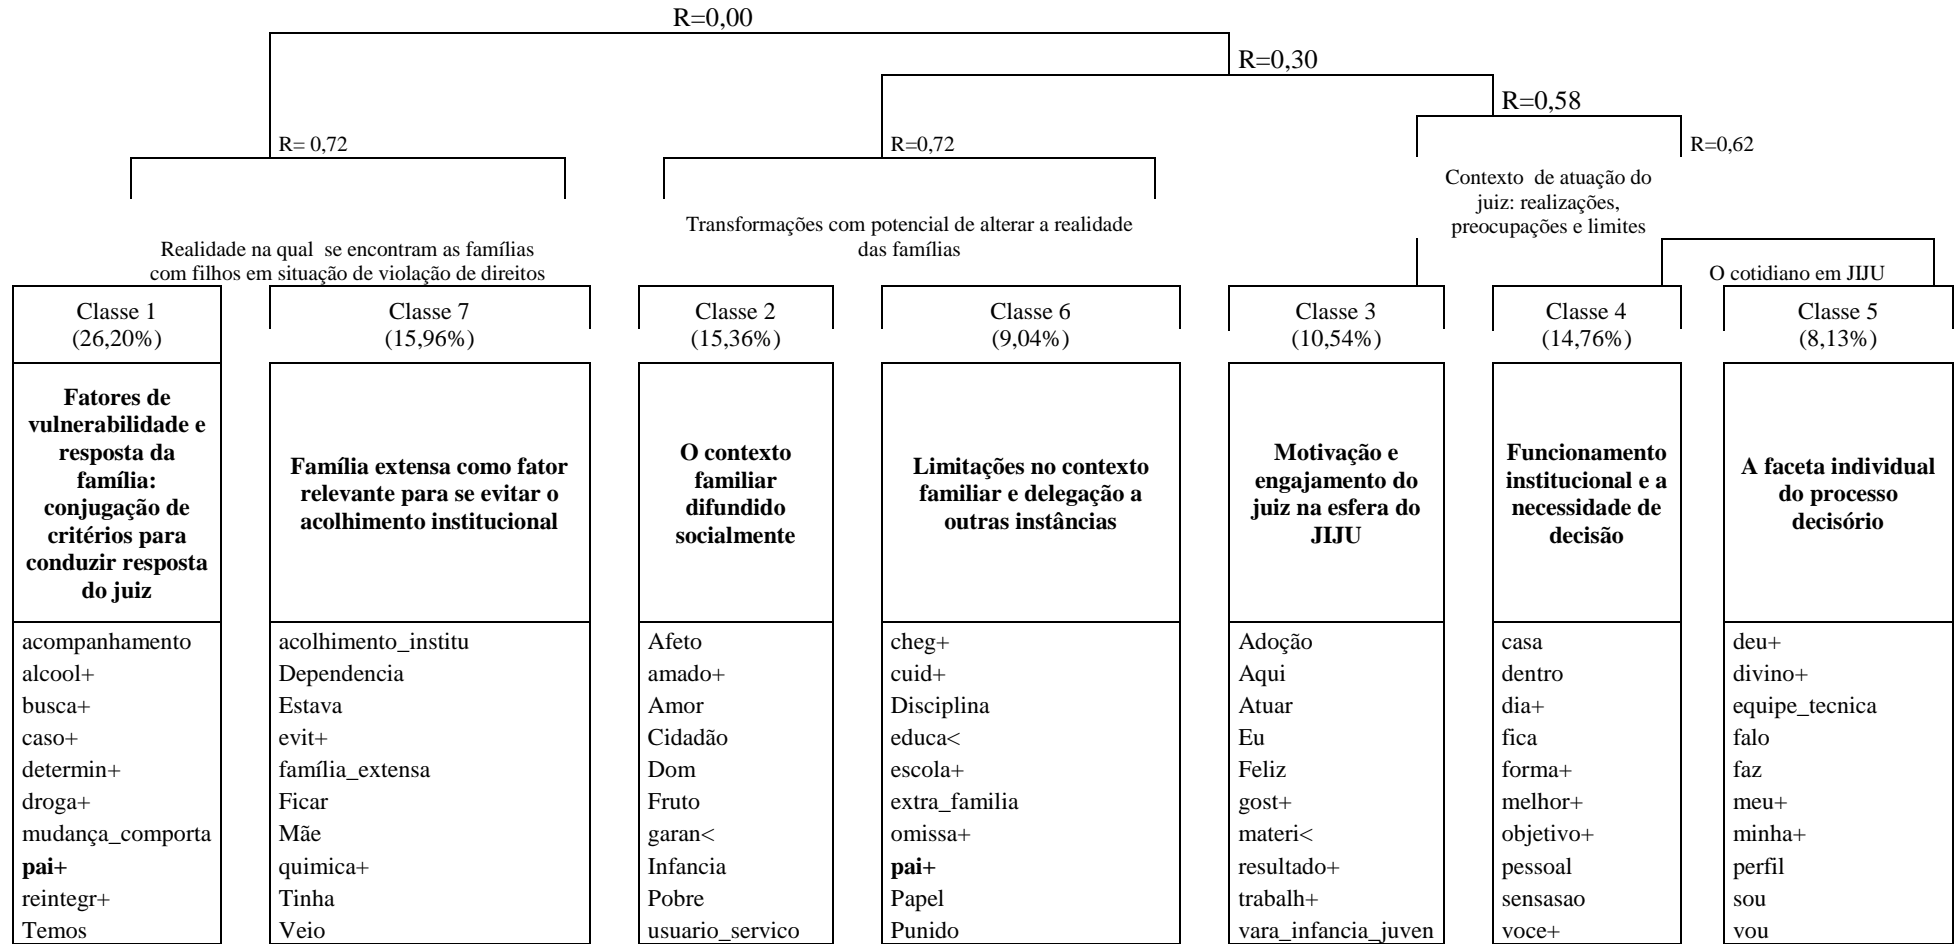 R=0,00
R=0,30
R=0,58
R= 0,72
R=0,72
R=0,62
Contexto de atuação do
juiz: realizações,
preocupações e limites
Transformações com potencial de alterar a realidade
das famílias
Realidade na qual se encontram as famílias
com filhos em situação de violação de direitos
O cotidiano em JIJU
Classe 1
(26,20%)
Fatores de
vulnerabilidade e
resposta da
família:
conjugação de
critérios para
conduzir resposta
do juiz
acompanhamento
alcool+
busca+
caso+
determin+
droga+
mudança_comporta
pai+
reintegr+
Temos
Classe 7
(15,96%)
Família extensa como fator
relevante para se evitar o
acolhimento institucional
acolhimento_institu
Dependencia
Estava
evit+
família_extensa
Ficar
Mãe
quimica+
Tinha
Veio
Classe 2
(15,36%)
O contexto
familiar
difundido
socialmente
Afeto
amado+
Amor
Cidadão
Dom
Fruto
garan<
Infancia
Pobre
usuario_servico
Classe 6
(9,04%)
Limitações no contexto
familiar e delegação a
outras instâncias
cheg+
cuid+
Disciplina
educa<
escola+
extra_familia
omissa+
pai+
Papel
Punido
Classe 3
(10,54%)
Motivação e
engajamento do
juiz na esfera do
JIJU
Adoção
Aqui
Atuar
Eu
Feliz
gost+
materi<
resultado+
trabalh+
vara_infancia_juven
Classe 4
(14,76%)
Funcionamento
institucional e a
necessidade de
decisão
casa
dentro
dia+
fica
forma+
melhor+
objetivo+
pessoal
sensasao
voce+
Classe 5
(8,13%)
A faceta individual
do processo
decisório
deu+
divino+
equipe_tecnica
falo
faz
meu+
minha+
perfil
sou
vou